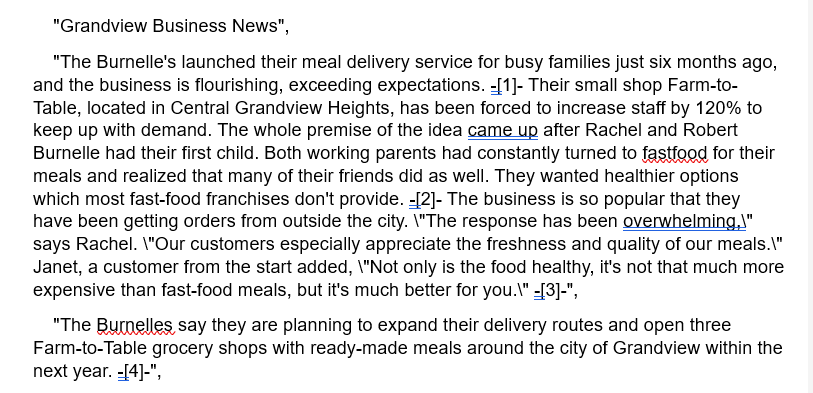 "Grandview Business News",
"The Burnelle's launched their meal delivery service for busy families just six months ago,
and the business is flourishing, exceeding expectations. -[1]- Their small shop Farm-to-
Table, located in Central Grandview Heights, has been forced to increase staff by 120% to
keep up with demand. The whole premise of the idea came up after Rachel and Robert
Burnelle had their first child. Both working parents had constantly turned to fastfood for their
meals and realized that many of their friends did as well. They wanted healthier options
which most fast-food franchises don't provide. -[2]- The business is so popular that they
have been getting orders from outside the city. \"The response has been overwhelming,\"
says Rachel. \"Our customers especially appreciate the freshness and quality of our meals.\"
Janet, a customer from the start added, \"Not only is the food healthy, it's not that much more
expensive than fast-food meals, but it's much better for you.\" -[3]-",
"The Burnelles say they are planning to expand their delivery routes and open three
Farm-to-Table grocery shops with ready-made meals around the city of Grandview within the
next year. -[4]-",